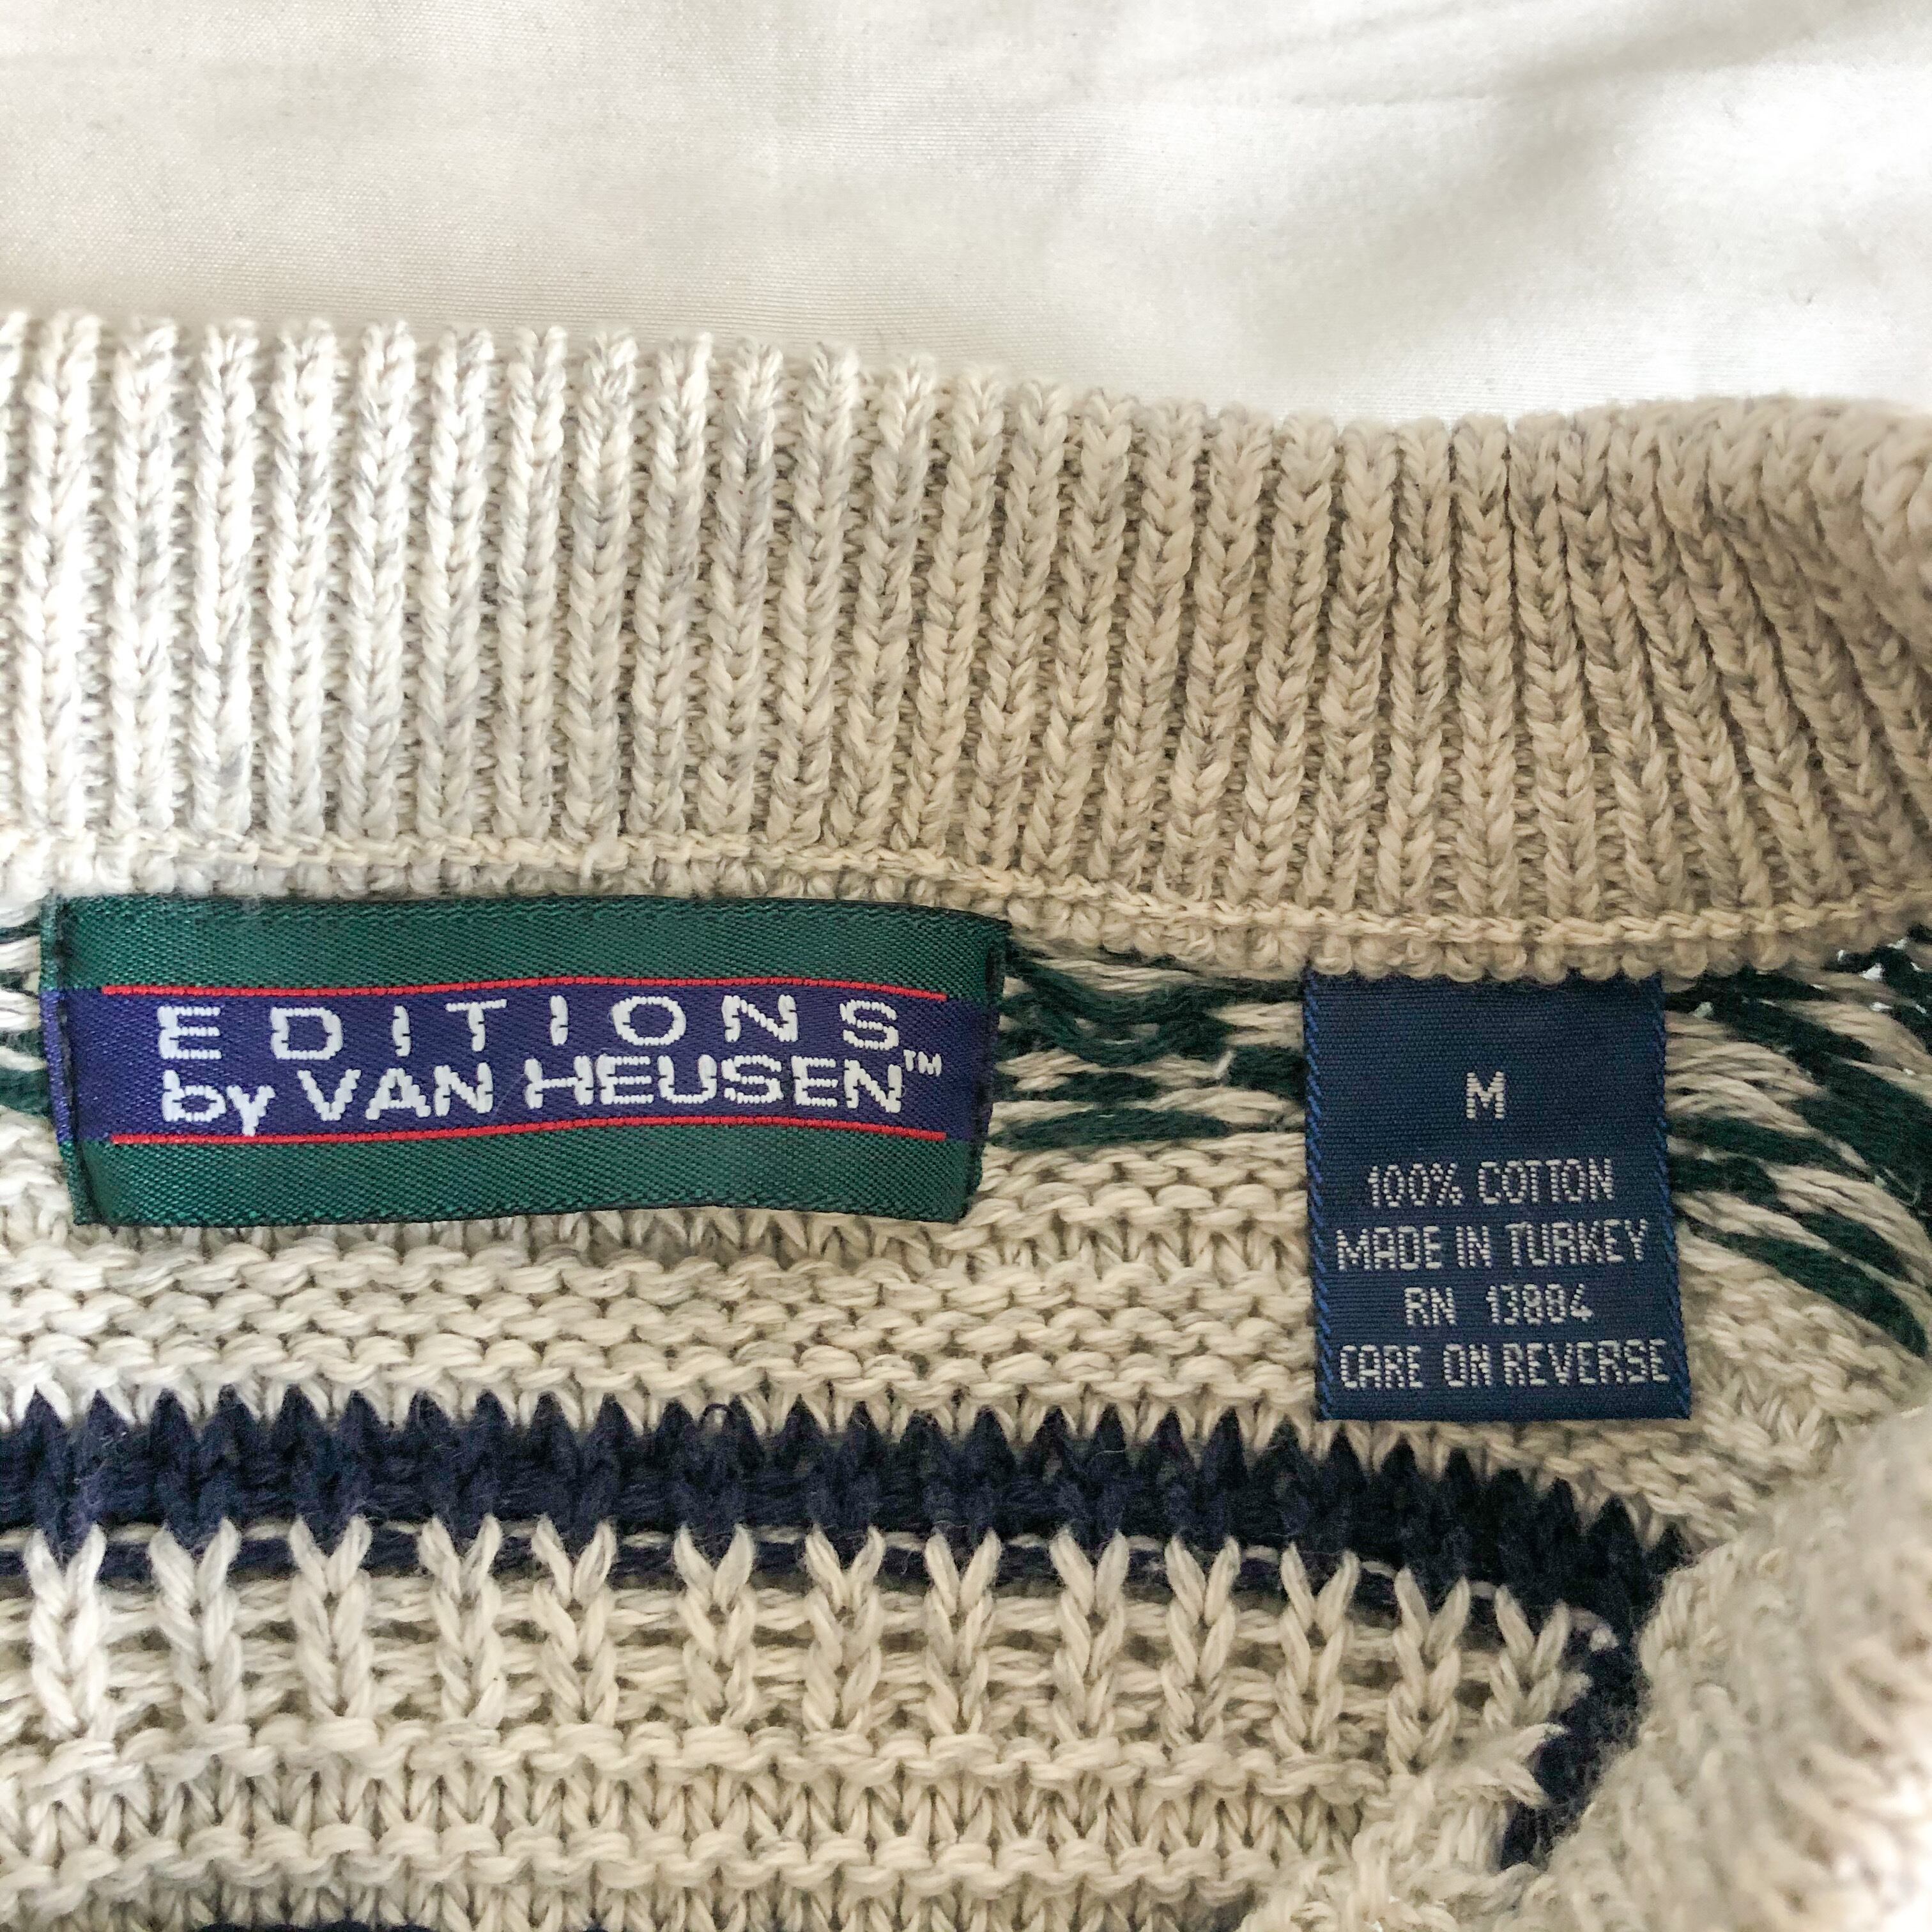 EDITIONS
by VAN HEUSEN™
M
100% COTTON
MADE IN TURKEY
RN 13884
CARE ON REVERSE